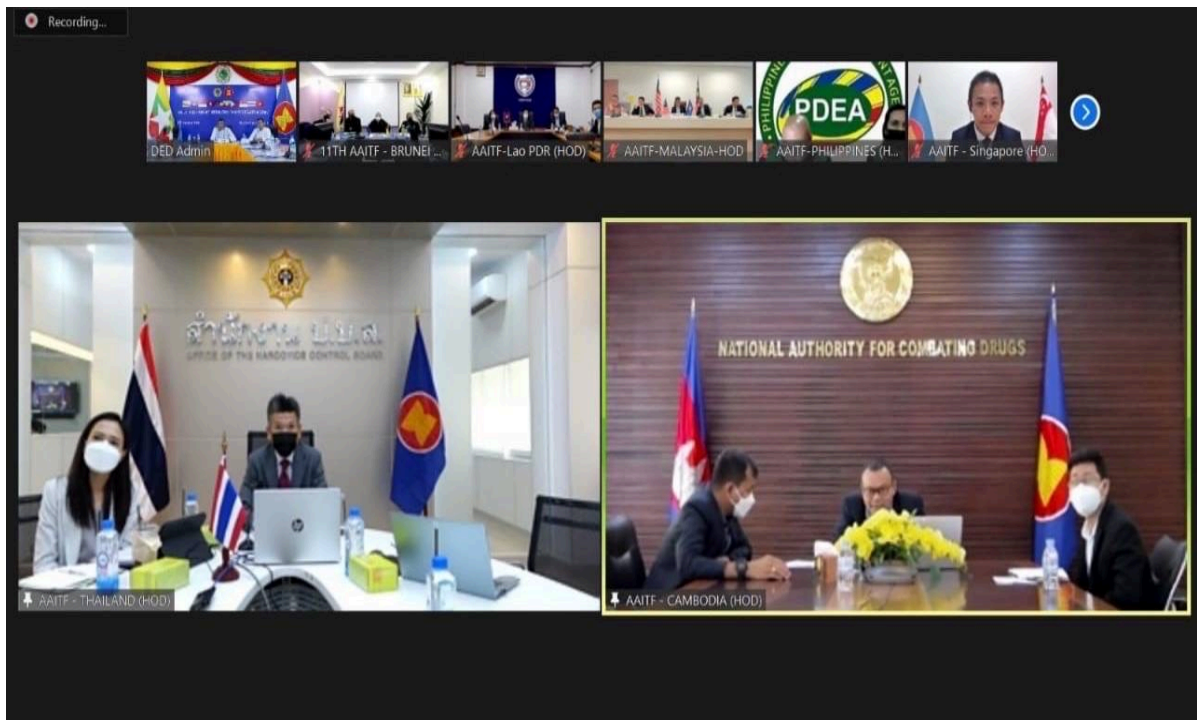 Recording...
DED Admin
11TH AAITF - BRUNEI ...
AAITF-Lao PDR (HOD)
AAITF-MALAYSIA-HOD
PHILIPPINE
PDEA
AAITF-PHILIPPINES (H...
AAITF - Singapore (HO...
สำนักงาน ป.ป.ส.
OFFICE OF THE NARCOTICS CONTROL BOARD
NATIONAL AUTHORITY FOR COMBATING DRUGS
hp
AAITF - THAILAND (HOD)
AAITF - CAMBODIA (HOD)